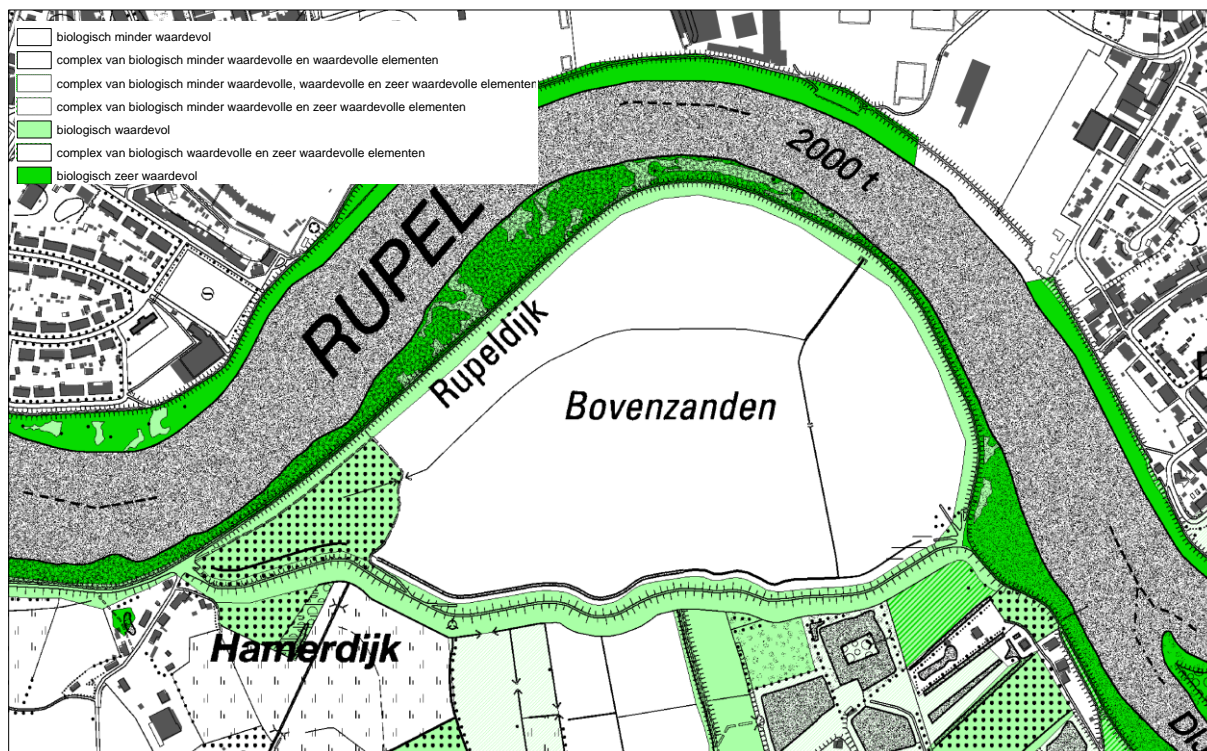 biologisch minder waardevol
complex van biologisch minder waardevolle en waardevolle elementen
complex van biologisch minder waardevolle, waardevolle en zeer waardevolle elementen
complex van biologisch minder waardevolle en zeer waardevolle elementen
biologisch waardevol
complex van biologisch waardevolle en zeer waardevolle elementen
biologisch zeer waardevol
2000 t
RUPEL
Rupeldijk
Bovenzanden
Hamerdijk